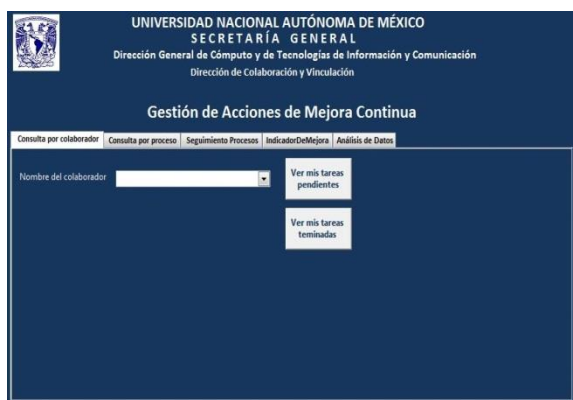 UNIVERSIDAD NACIONAL AUTÓNOMA DE MÉXICO
SECRETARÍA GENERAL
Dirección General de Cómputo y de Tecnologías de Información y Comunicación
Dirección de Colaboración y Vinculación
Gestión de Acciones de Mejora Continua
Consulta por colaborador Consulta por proceso Seguimiento Procesos IndicadorDeMejora Análisis de Datos
Nombre del colaborador
Ver mis tareas
pendientes
Ver mis tareas
teminadas